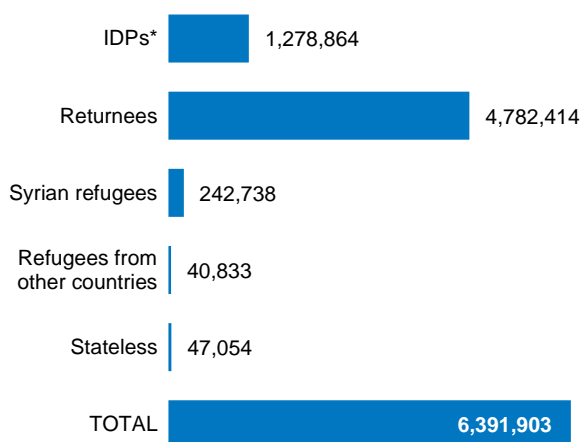 IDPs*
1,278,864
Returnees
4,782,414
Syrian refugees
242,738
Refugees from
other countries
40,833
Stateless
47,054
TOTAL
6,391,903